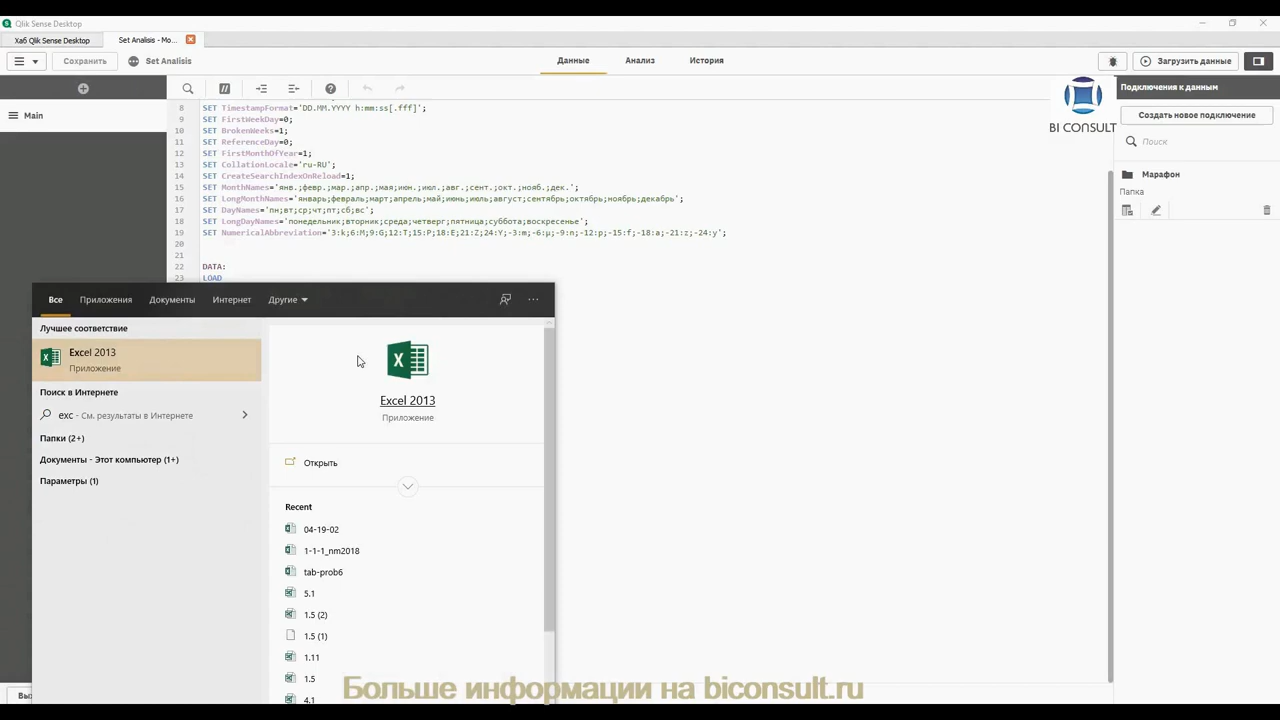 Qlik Sense Desktop
Хаб Qlik Sense Desktop
Set Analisis - Mo...
Сохранить
Set Analisis
Данные
Анализ
История
Загрузить данные
Main
8 SET TimestampFormat='DD.MM.YYYY h:mm:ss[.fff]';
9 SET FirstWeekDay=0;
10 SET BrokenWeeks=1;
11 SET ReferenceDay=0;
12 SET FirstMonthOfYear=1;
13 SET CollationLocale='ru-RU';
14 SET CreateSearchIndexOnReload=1;
15 SET MonthNames='янв.;февр.;мар.;апр.;мая;июн.;июл.;авг.;сент.;окт.;нояб.;дек.';
16 SET LongMonthNames='январь;февраль;март;апрель;май;июнь;июль;август;сентябрь;октябрь;ноябрь;декабрь';
17 SET DayNames='пн;вт;ср;чт;пт;сб;вс';
18 SET LongDayNames='понедельник;вторник;среда;четверг;пятница;суббота;воскресенье';
19 SET NumericalAbbreviation='3:k;6:M;9:G;12:T;15:P;18:E;21:Z;24:Y;-3:m;-6:μ;-9:n;-12:p;-15:f;-18:a;-21:z;-24:y';
20
21
22 DATA:
23 LOAD
BI CONSULT
Подключения к данным
Создать новое подключение
Поиск
Марафон
Папка
Все
Приложения
Документы
Интернет
Другие
Лучшее соответствие
Excel 2013
Приложение
Поиск в Интернете
exc - См. результаты в Интернете
Папки (2+)
Документы - Этот компьютер (1+)
Параметры (1)
Excel 2013
Приложение
Открыть
Recent
04-19-02
1-1-1_nm2018
tab-prob6
5.1
1.5 (2)
1.5 (1)
1.11
1.5
4.1
Больше информации на biconsult.ru